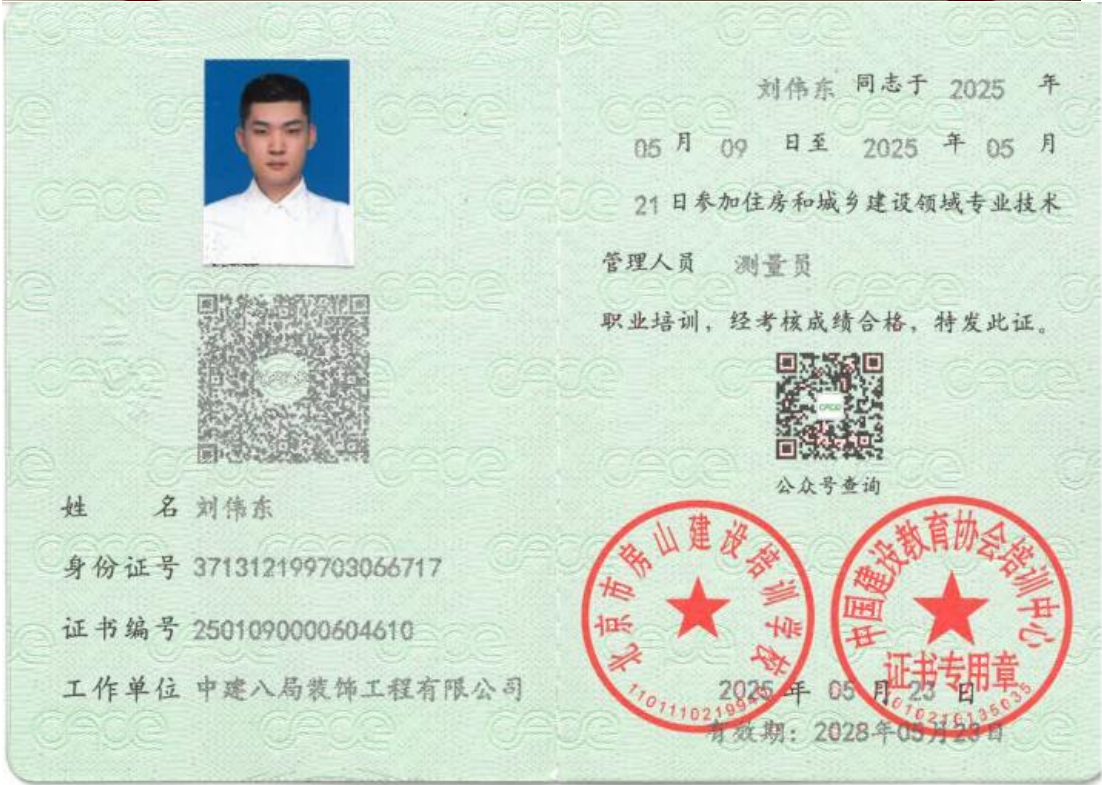 姓 名 刘伟东
身份证号 371312199703066717
证书编号 2501090000604610
工作单位 中建八局装饰工程有限公司
刘伟东 同志于 2025 年
05 月 09 日至 2025 年 05 月
21 日参加住房和城乡建设领域专业技术
管理人员 测量员
职业培训，经考核成绩合格，特发此证。
CECE
公众号查询
北京市房山建设培训学校
中国建设教育协会培训中心
证书专用章
2025 年 05 月 23 日
有效期：2028年05月23日